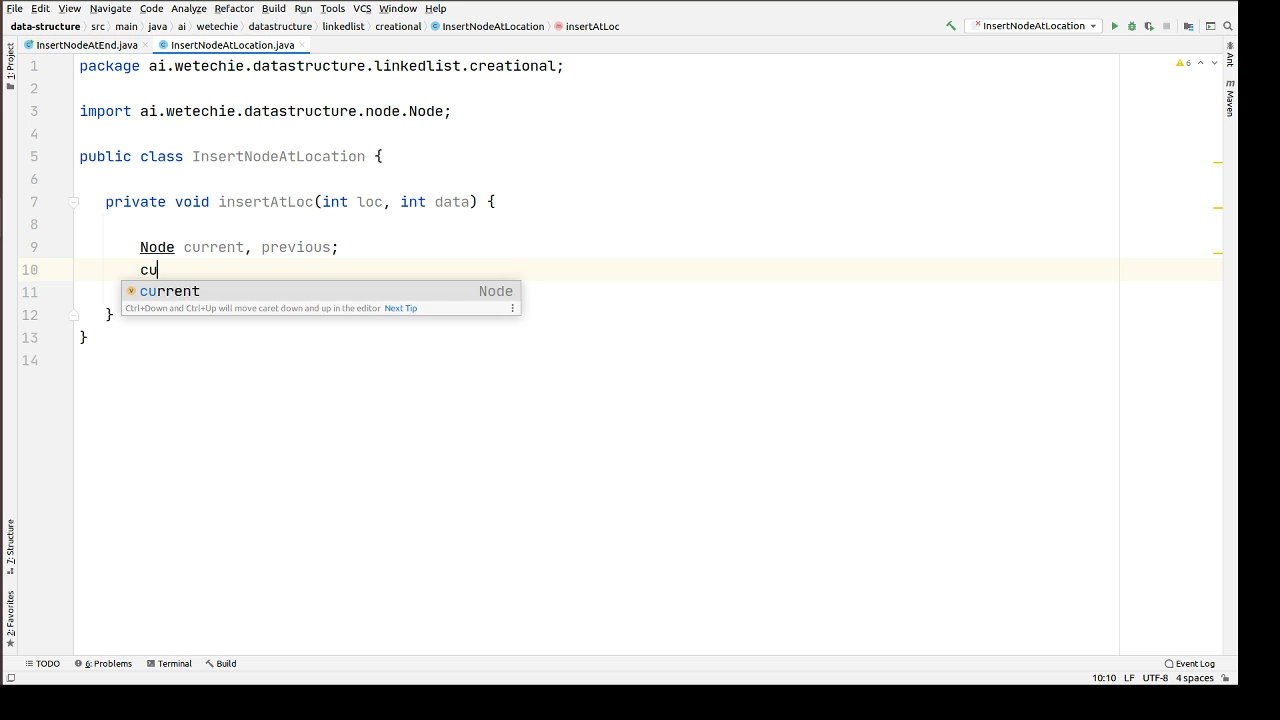 File Edit View Navigate Code Analyze Refactor Build Run Tools VCS Window Help
data-structure src main java ai wetechie datastructure linkedlist creational InsertNodeAtLocation insertAtLoc InsertNodeAtLocation
1: Project InsertNodeAtEnd.java InsertNodeAtLocation.java Ant
1 package ai.wetechie.datastructure.linkedlist.creational; 6
2
3 import ai.wetechie.datastructure.node.Node; Maven
4
5 public class InsertNodeAtLocation {
6
7 private void insertAtLoc(int loc, int data) {
8
9 Node current, previous;
10 cu
11 current Node
Ctrl+Down and Ctrl+Up will move caret down and up in the editor Next Tip
12 }
13 }
14
7: Structure
2: Favorites
TODO 6: Problems Terminal Build Event Log
10:10 LF UTF-8 4 spaces